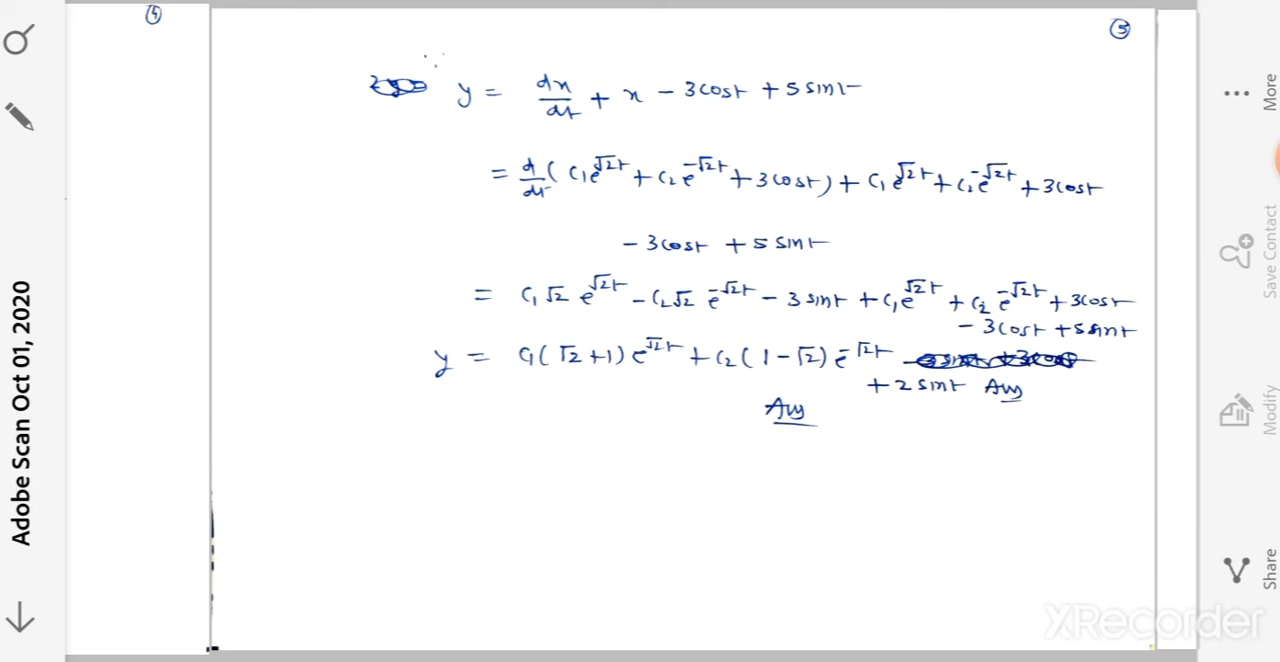 ④
⑤
y = dx/dt + x - 3cost + 5sint
= d/dt (c₁e^√2t + c₂e^-√2t + 3cost) + c₁e^√2t + c₂e^-√2t + 3cost
- 3cost + 5sint
= c₁√2 e^√2t - c₂√2 e^-√2t - 3sint + c₁e^√2t + c₂e^-√2t + 3cost
- 3cost + 5sint
y = c₁(√2+1)e^√2t + c₂(1-√2)e^-√2t
+ 2sint Ans
Ans
Adobe Scan Oct 01, 2020
More
Save Contact
Modify
Share
XRecorder